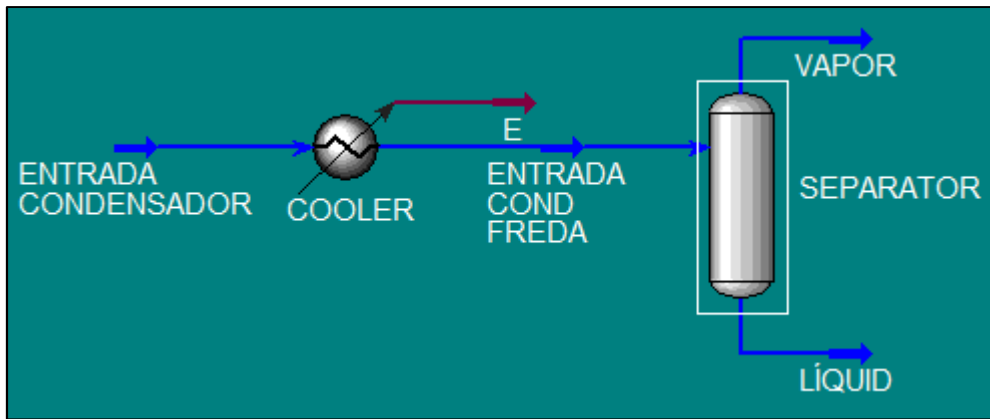 VAPOR
E
ENTRADA
CONDENSADOR
COOLER
ENTRADA
COND
FREDA
SEPARATOR
LÍQUID